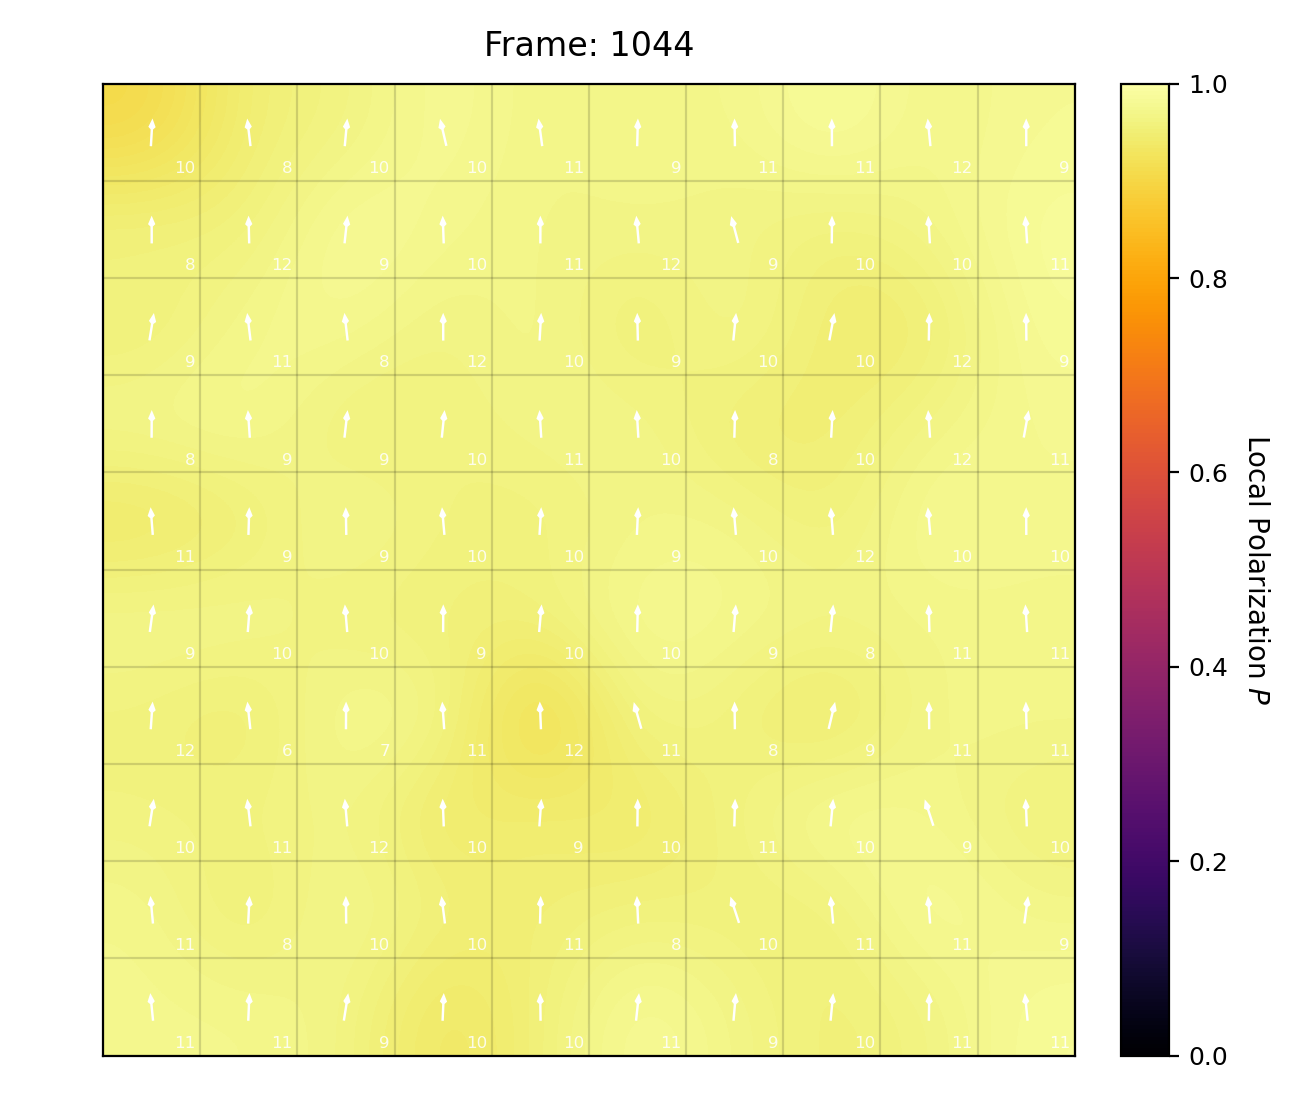 Frame: 1044
10 8 10 10 11 9 11 11 12 9
8 12 9 10 11 12 9 10 10 11
9 11 8 12 10 9 10 10 12 9
8 9 9 10 11 10 8 10 12 11
11 9 9 10 10 9 10 12 10 10
9 10 10 9 10 10 9 8 11 11
12 6 7 11 12 11 8 9 11 11
10 11 12 10 9 10 11 10 9 10
11 8 10 10 11 8 10 11 11 9
11 11 9 10 10 11 9 10 11 11
1.0
0.8
0.6
0.4
0.2
0.0
Local Polarization P